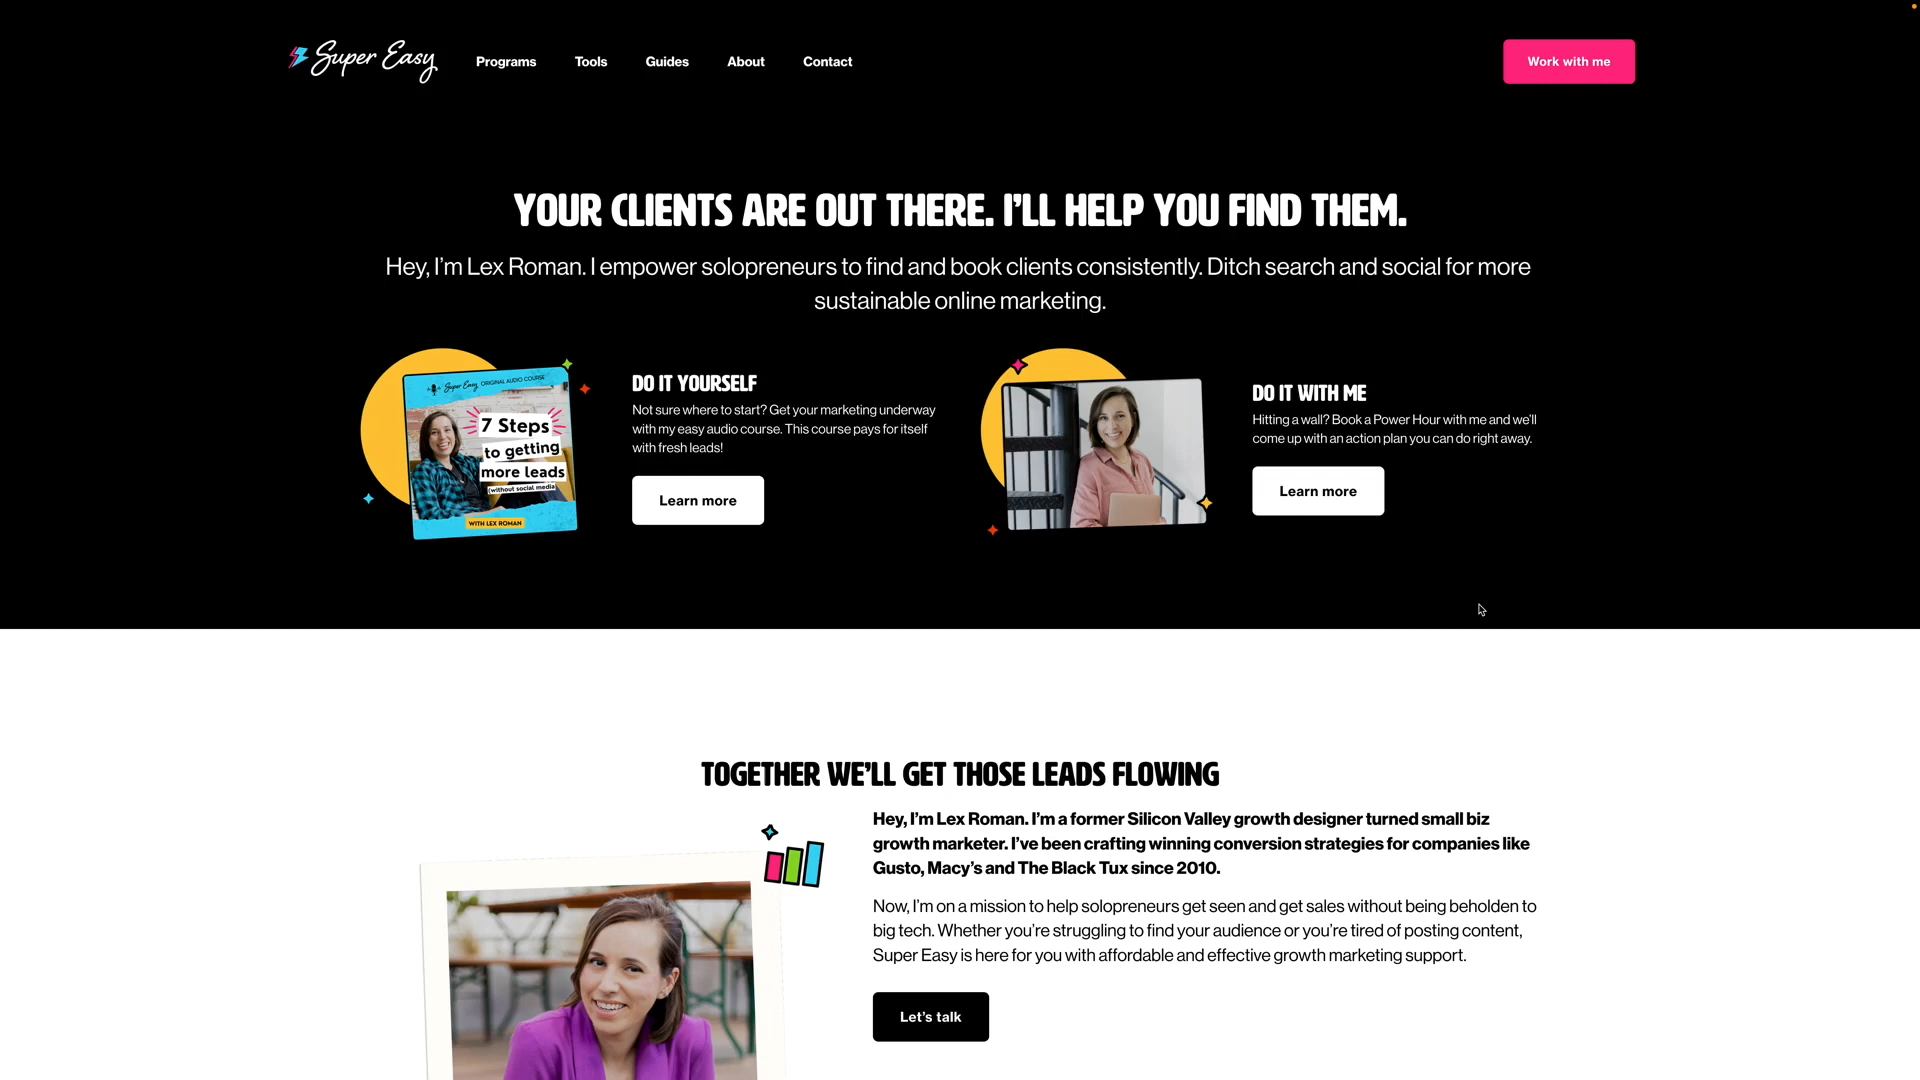 Super Easy
Programs
Tools
Guides
About
Contact
Work with me
YOUR CLIENTS ARE OUT THERE. I'LL HELP YOU FIND THEM.
Hey, I'm Lex Roman. I empower solopreneurs to find and book clients consistently. Ditch search and social for more
sustainable online marketing.
Super Easy ORIGINAL AUDIO COURSE
7 Steps
to getting
more leads
(without social media)
WITH LEX ROMAN
DO IT YOURSELF
Not sure where to start? Get your marketing underway
with my easy audio course. This course pays for itself
with fresh leads!
Learn more
DO IT WITH ME
Hitting a wall? Book a Power Hour with me and we'll
come up with an action plan you can do right away.
Learn more
TOGETHER WE'LL GET THOSE LEADS FLOWING
Hey, I'm Lex Roman. I'm a former Silicon Valley growth designer turned small biz
growth marketer. I've been crafting winning conversion strategies for companies like
Gusto, Macy's and The Black Tux since 2010.
Now, I'm on a mission to help solopreneurs get seen and get sales without being beholden to
big tech. Whether you're struggling to find your audience or you're tired of posting content,
Super Easy is here for you with affordable and effective growth marketing support.
Let's talk